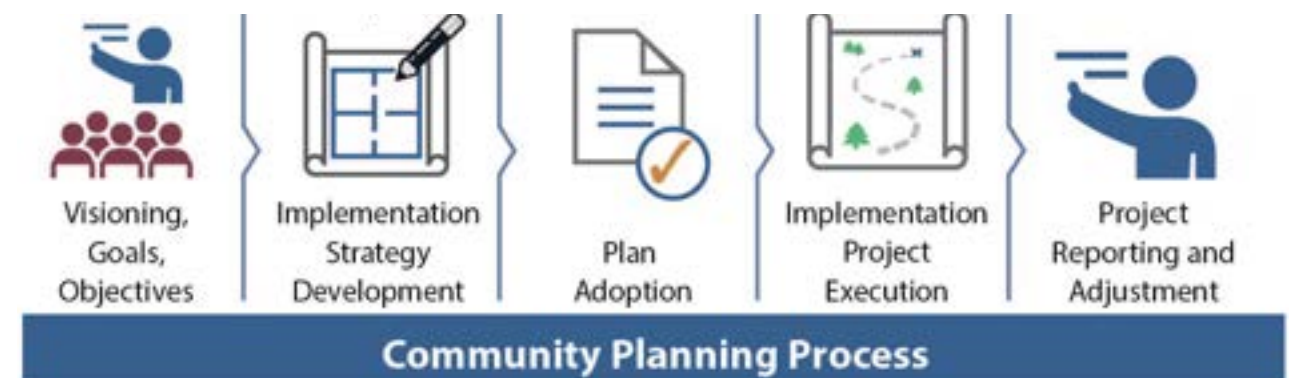 Visioning,
Goals,
Objectives
Implementation
Strategy
Development
Plan
Adoption
Implementation
Project
Execution
Project
Reporting and
Adjustment
Community Planning Process